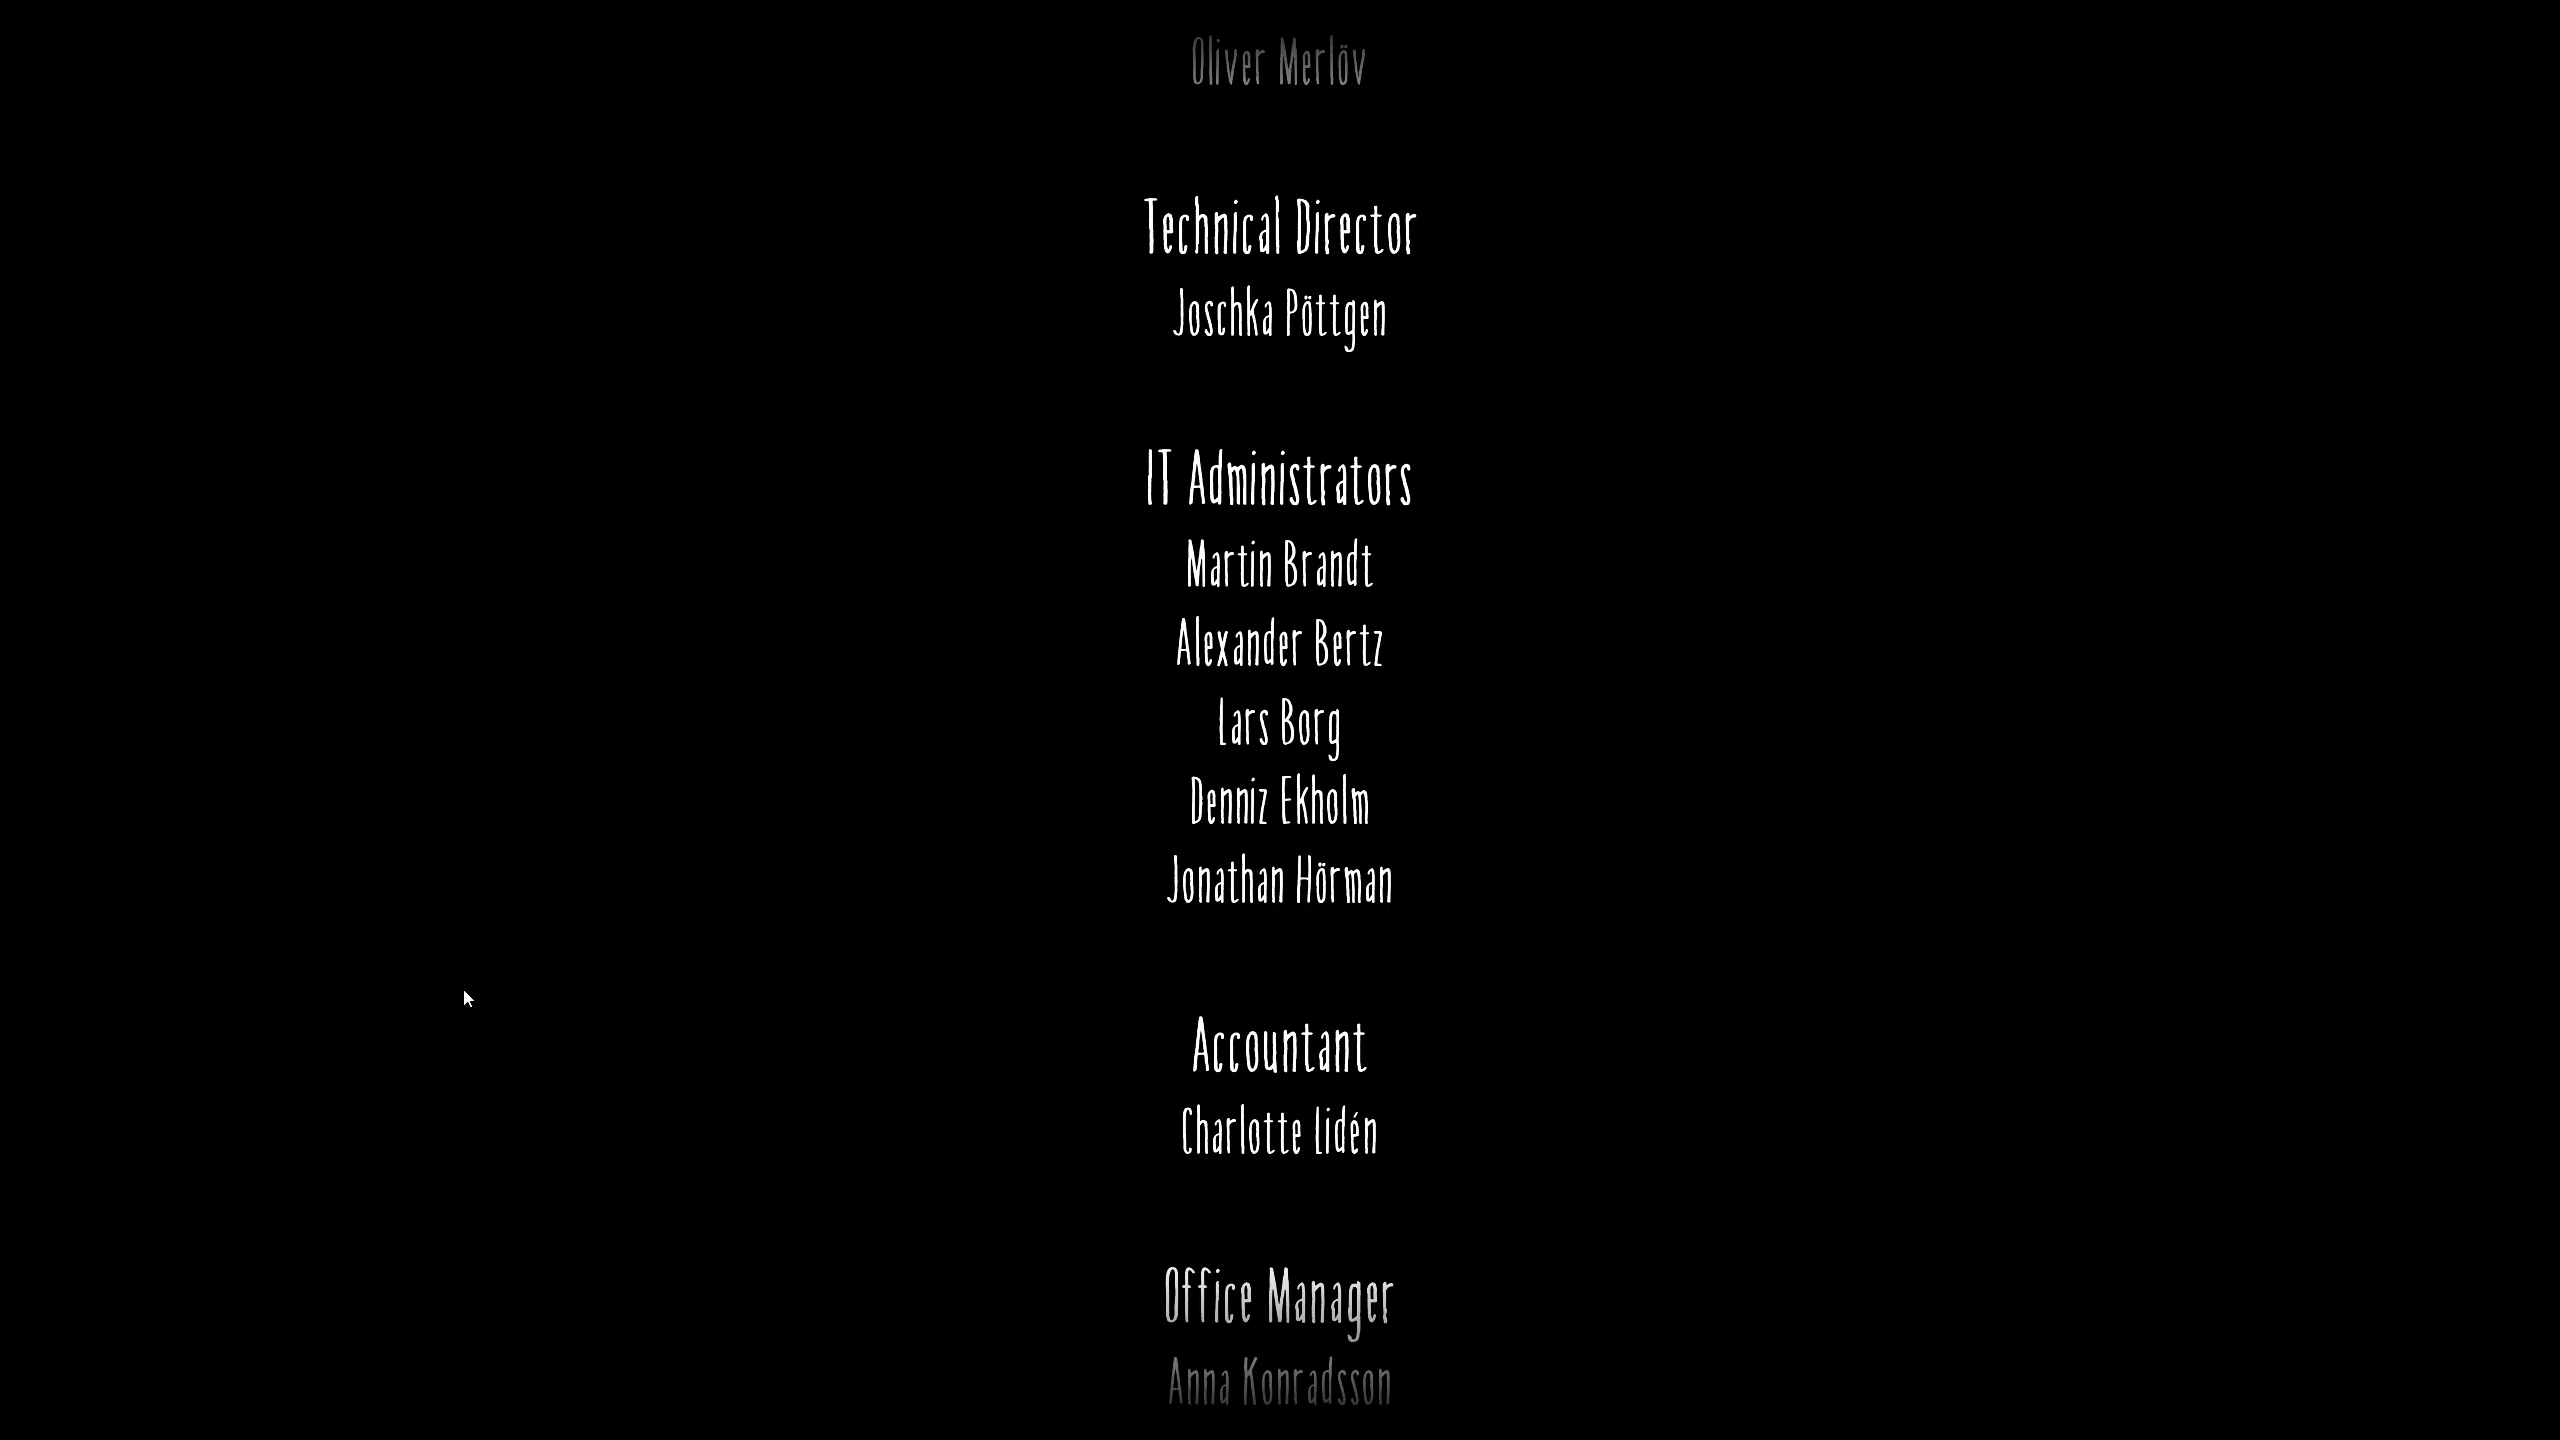 Oliver Merlöv
Technical Director
Joschka Pöttgen
IT Administrators
Martin Brandt
Alexander Bertz
Lars Borg
Denniz Ekholm
Jonathan Hörman
Accountant
Charlotte Lidén
Office Manager
Anna Konradsson